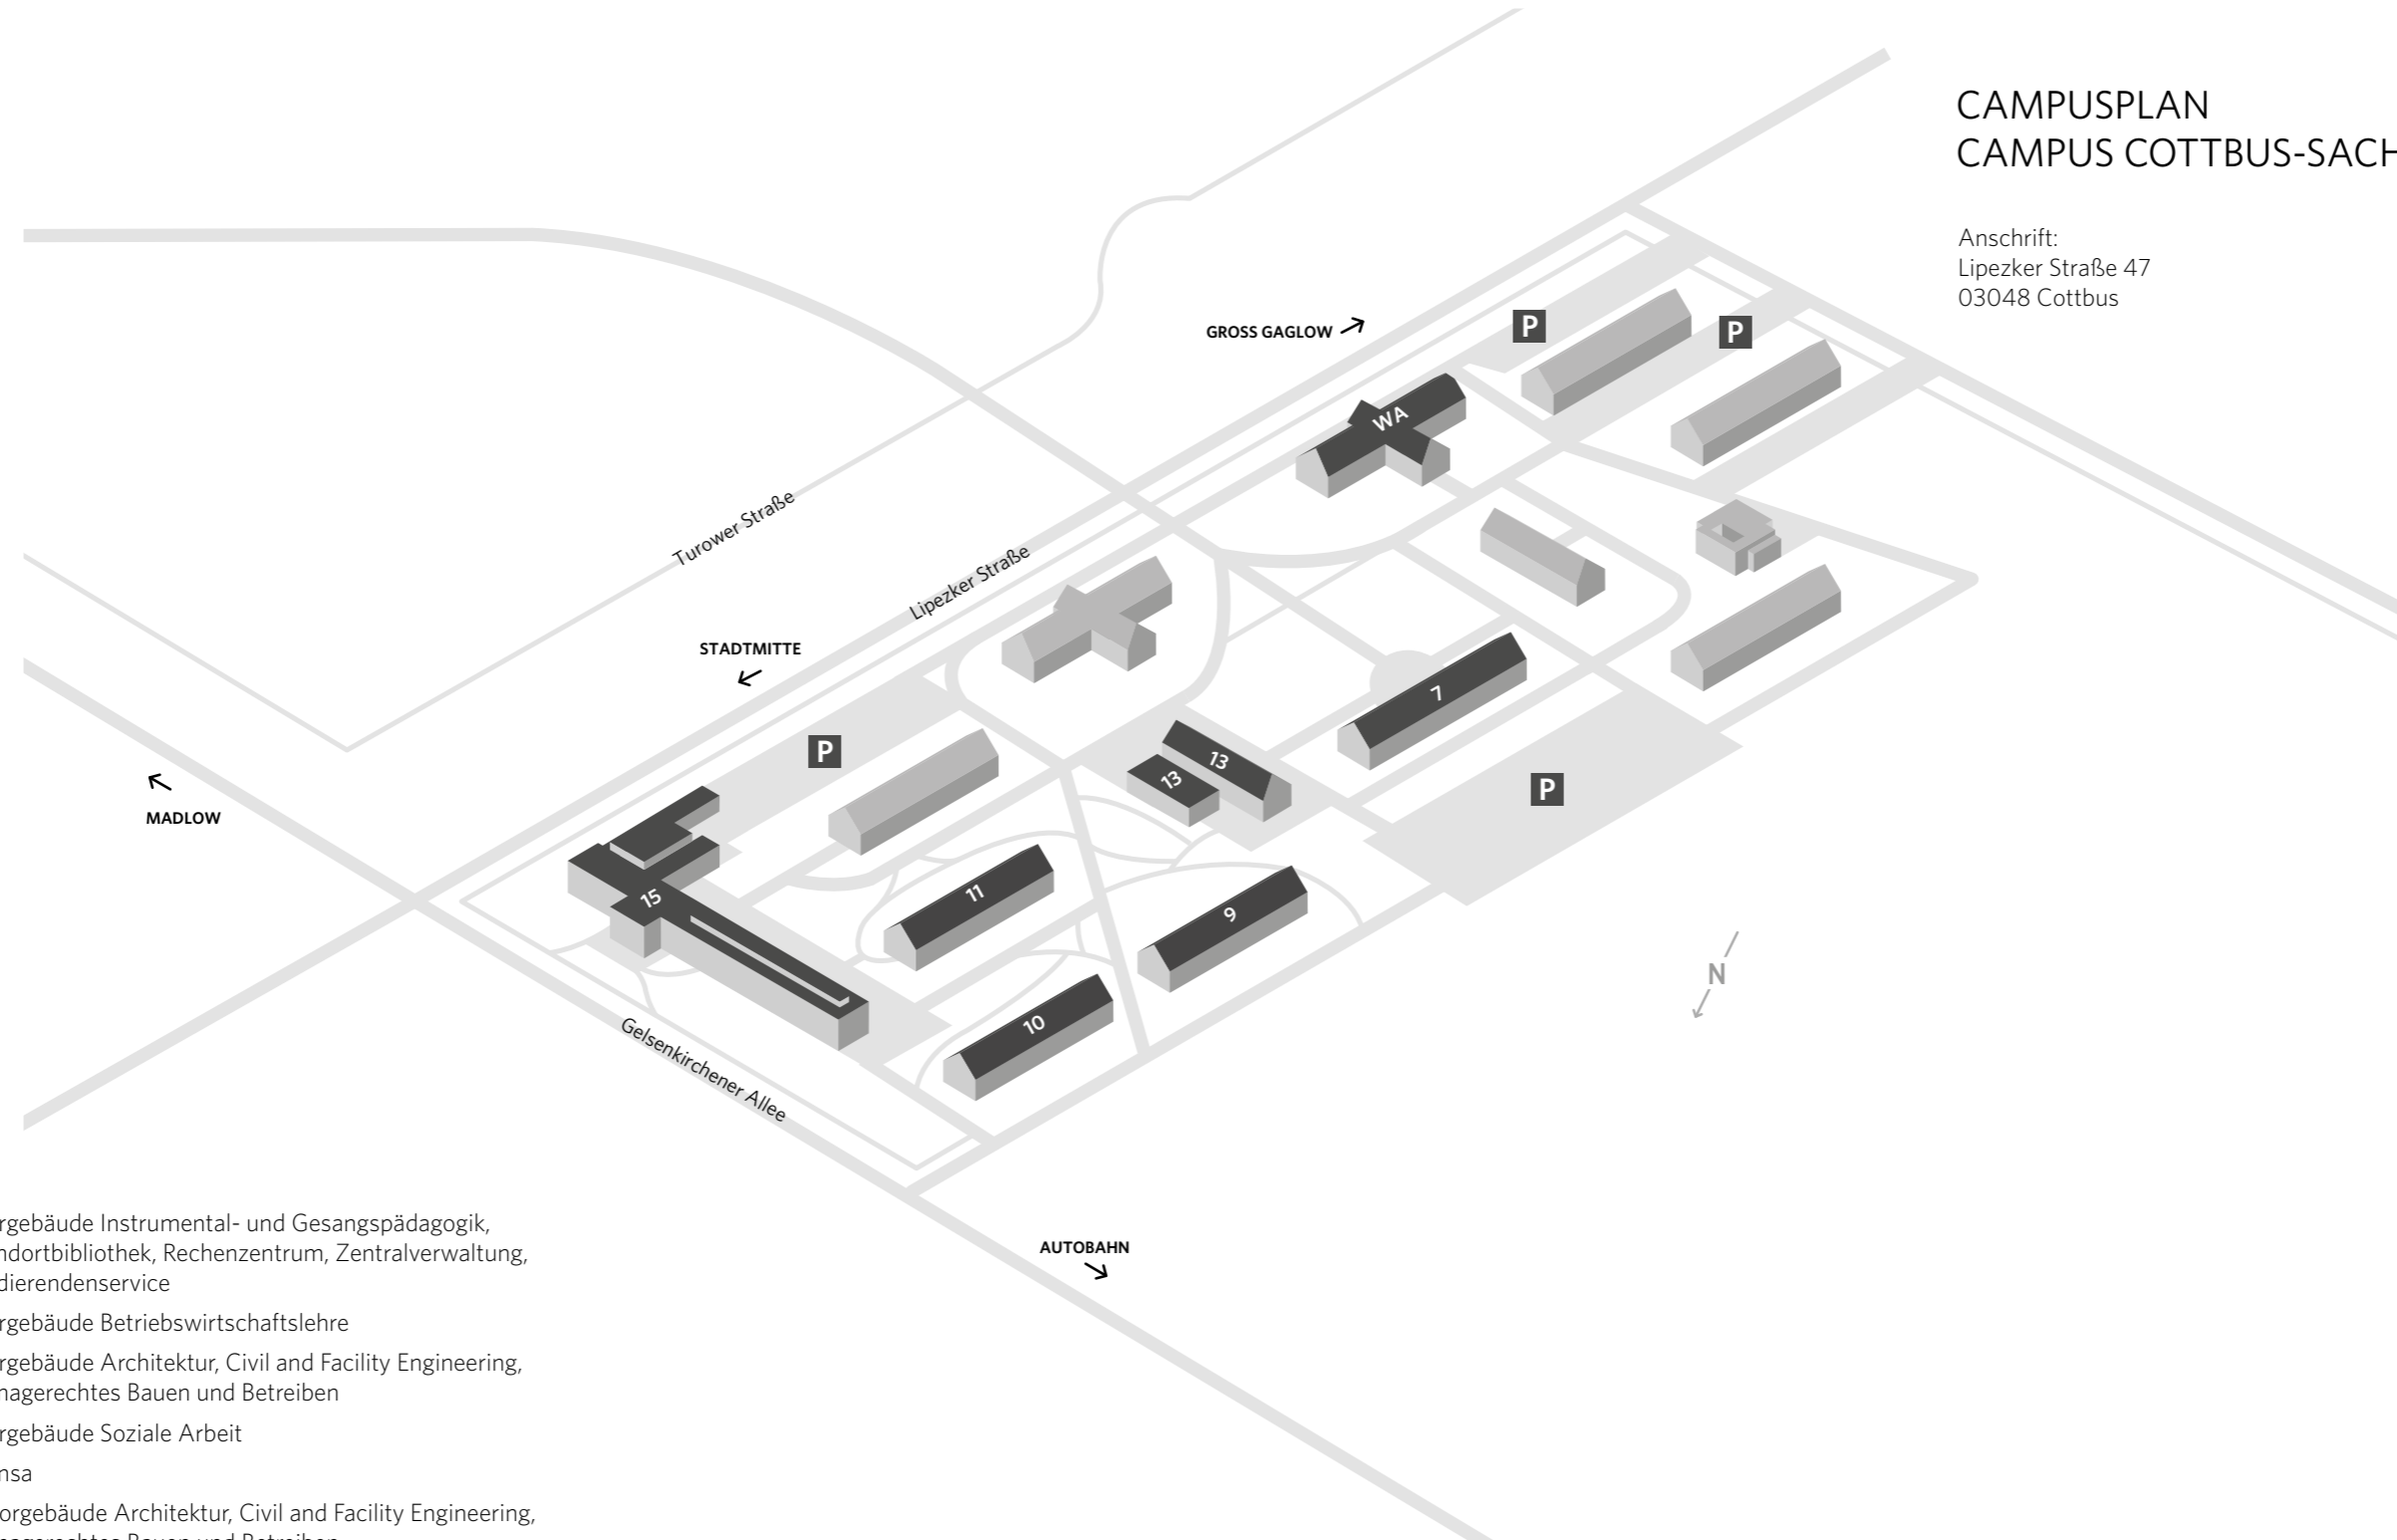 CAMPUSPLAN
CAMPUS COTTBUS-SACH
Anschrift:
Lipezker Straße 47
03048 Cottbus
GROSS GAGLOW
P
P
WA
Turower Straße
Lipezker Straße
STADTMITTE
7
P
13
13
P
MADLOW
15
11
9
N
10
Gelsenkirchener Allee
AUTOBAHN
rgebäude Instrumental- und Gesangspädagogik,
ndortbibliothek, Rechenzentrum, Zentralverwaltung,
dierendenservice
rgebäude Betriebswirtschaftslehre
rgebäude Architektur, Civil and Facility Engineering,
nagerechtes Bauen und Betreiben
rgebäude Soziale Arbeit
nsa
orgebäude Architektur, Civil and Facility Engineering,
Bauen und Betreiben